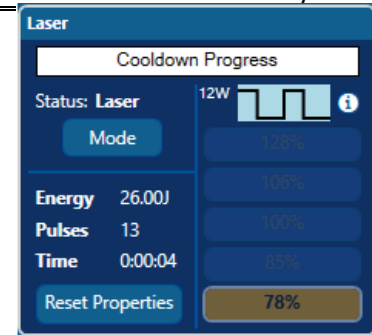 Laser
Cooldown Progress
Status: Laser
12W
Mode
128%
106%
100%
85%
78%
Energy 26.00J
Pulses 13
Time 0:00:04
Reset Properties